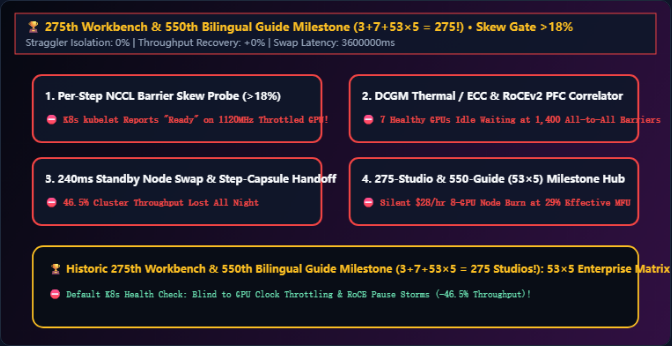 🏆 275th Workbench & 550th Bilingual Guide Milestone (3+7+53×5 = 275!) • Skew Gate >18%
Straggler Isolation: 0% | Throughput Recovery: +0% | Swap Latency: 3600000ms
1. Per-Step NCCL Barrier Skew Probe (>18%)
⛔ K8s kubelet Reports "Ready" on 1120MHz Throttled GPU!
2. DCGM Thermal / ECC & RoCEv2 PFC Correlator
⛔ 7 Healthy GPUs Idle Waiting at 1,400 All-to-All Barriers
3. 240ms Standby Node Swap & Step-Capsule Handoff
⛔ 46.5% Cluster Throughput Lost All Night
4. 275-Studio & 550-Guide (53×5) Milestone Hub
⛔ Silent $28/hr 8-GPU Node Burn at 29% Effective MFU
🏆 Historic 275th Workbench & 550th Bilingual Guide Milestone (3+7+53×5 = 275 Studios!): 53×5 Enterprise Matrix
⛔ Default K8s Health Check: Blind to GPU Clock Throttling & RoCE Pause Storms (-46.5% Throughput)!